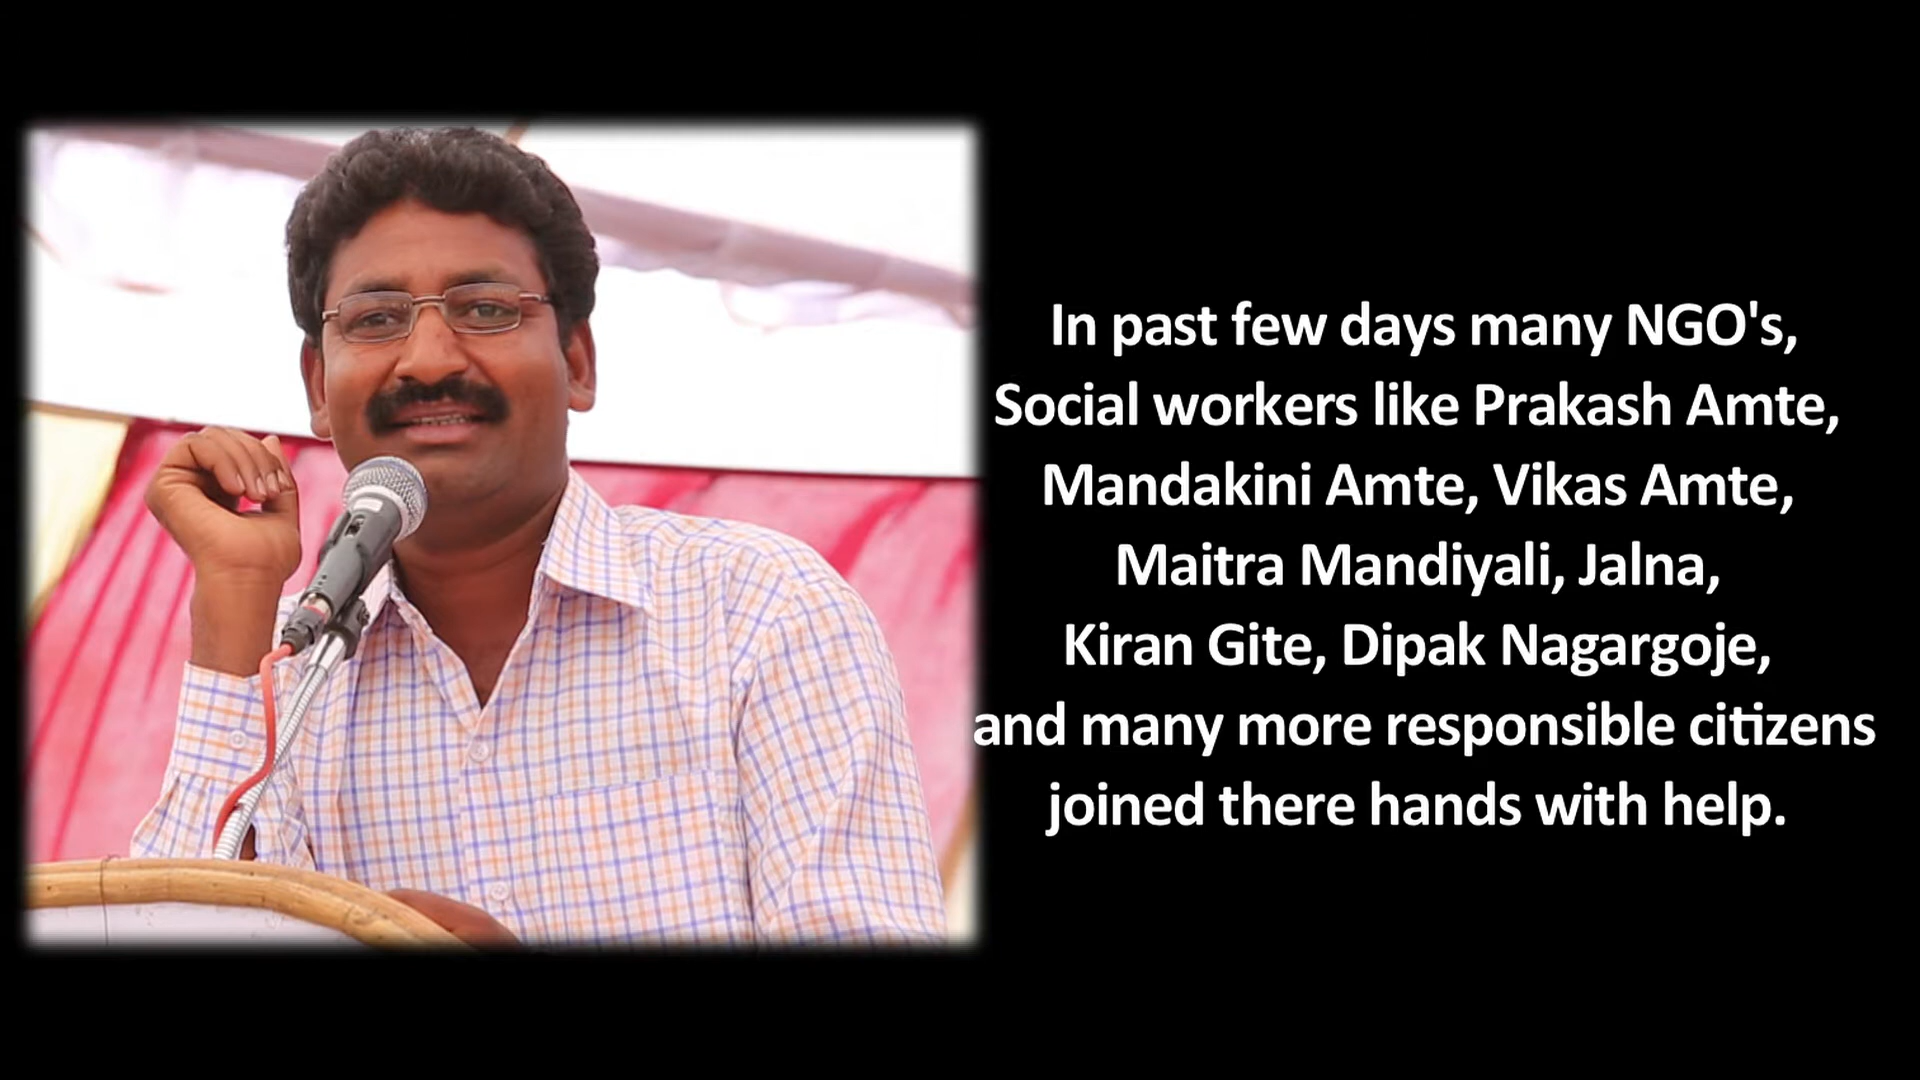 In past few days many NGO's,
Social workers like Prakash Amte,
Mandakini Amte, Vikas Amte,
Maitra Mandiyali, Jalna,
Kiran Gite, Dipak Nagargoje,
and many more responsible citizens
joined there hands with help.